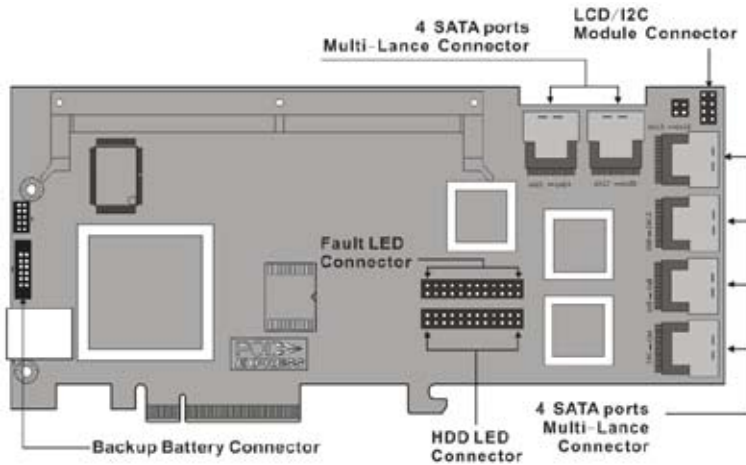 4 SATA ports
Multi-Lance Connector
LCD/I2C
Module Connector
Fault LED
Connector
HDD LED
Connector
4 SATA ports
Multi-Lance
Connector
Backup Battery Connector